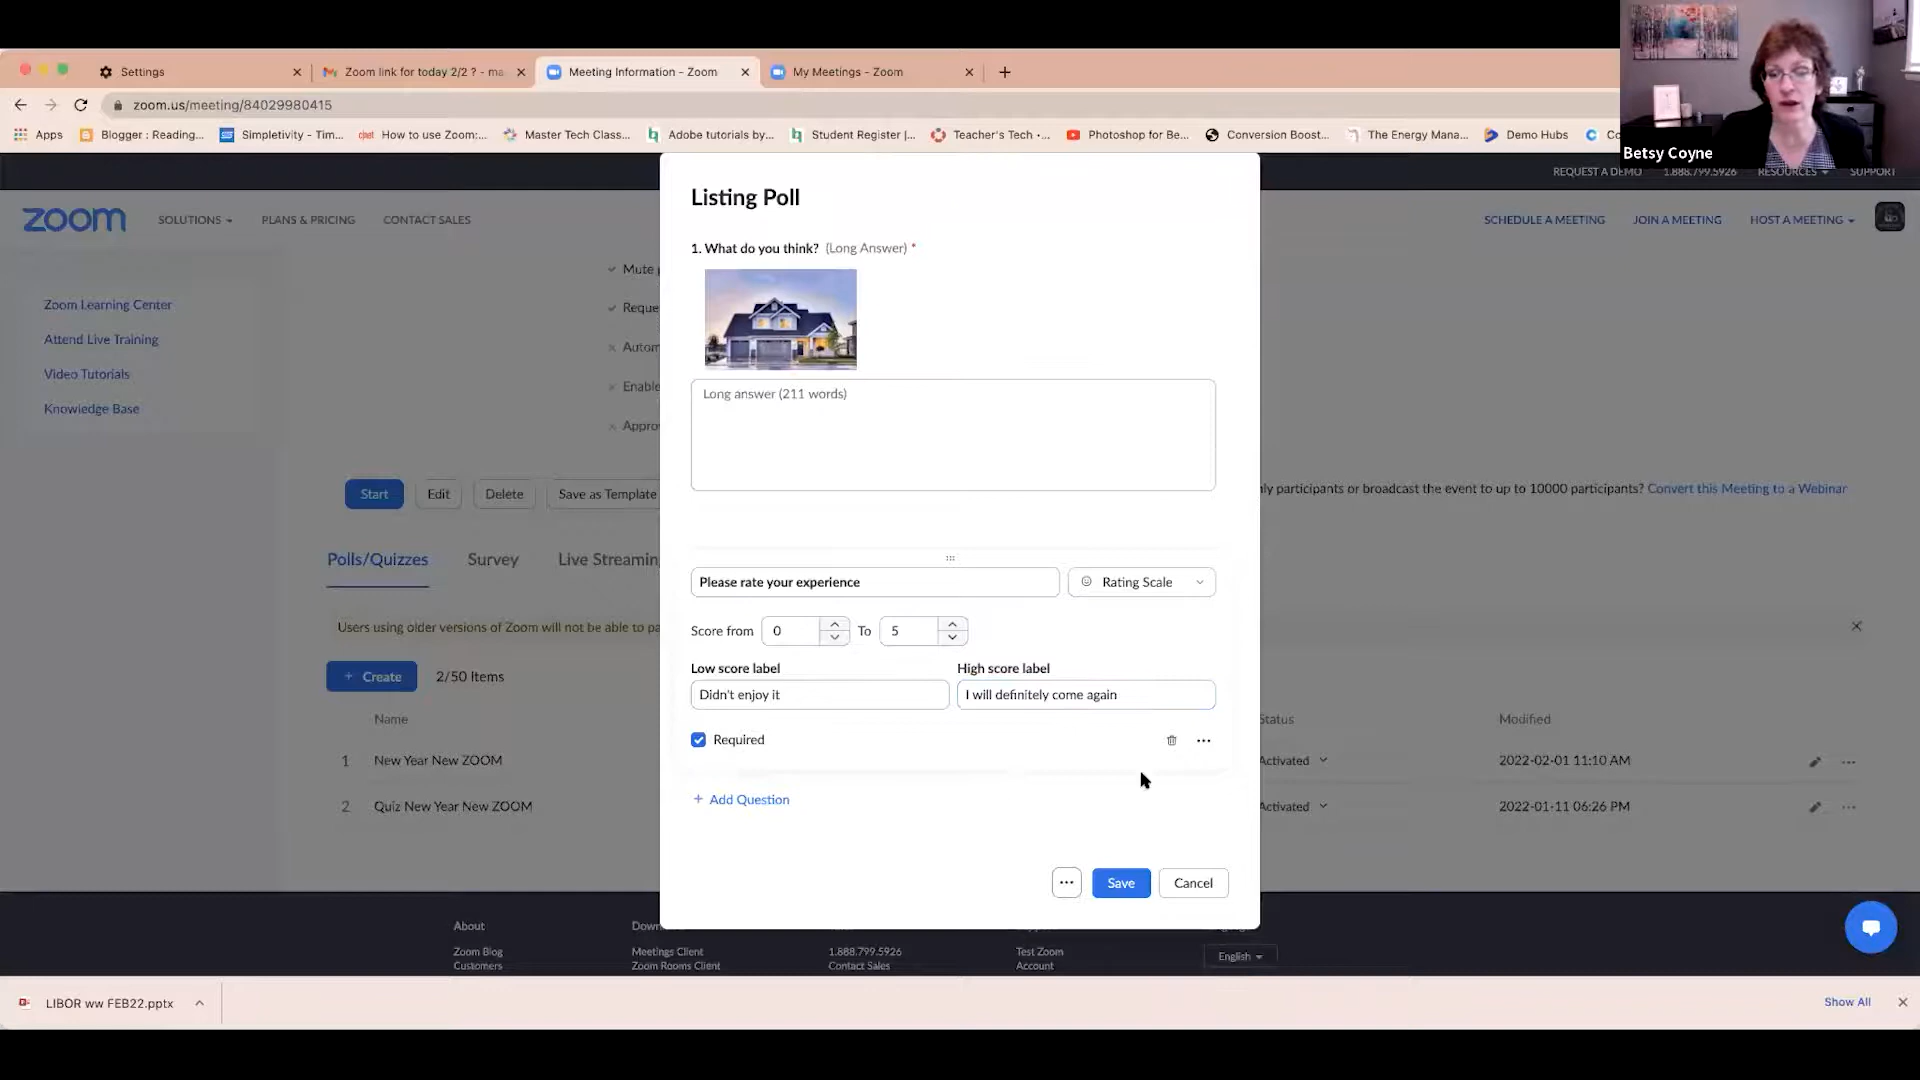 Settings
Zoom link for today 2/2 ? - ma
Meeting Information - Zoom
My Meetings - Zoom
zoom.us/meeting/84029980415
Apps
Blogger : Reading...
Simpletivity - Tim...
How to use Zoom:...
Master Tech Class...
Adobe tutorials by...
Student Register |...
Teacher's Tech -...
Photoshop for Be...
Conversion Boost...
The Energy Mana...
Demo Hubs
Co
Betsy Coyne
REQUEST A DEMO
1.888.799.5926
RESOURCES
SUPPORT
zoom
SOLUTIONS
PLANS & PRICING
CONTACT SALES
SCHEDULE A MEETING
JOIN A MEETING
HOST A MEETING
Zoom Learning Center
Attend Live Training
Video Tutorials
Knowledge Base
Mute
Reque
Autom
Enable
Appro
Listing Poll
1. What do you think? (Long Answer) *
Long answer (211 words)
Start
Edit
Delete
Save as Template
participants or broadcast the event to up to 10000 participants? Convert this Meeting to a Webinar
Polls/Quizzes
Survey
Live Streaming
Please rate your experience
Rating Scale
Users using older versions of Zoom will not be able to pa
Score from 0 To 5
Low score label
High score label
Didn't enjoy it
I will definitely come again
+ Create
2/50 Items
Name
Status
Modified
Required
1 New Year New ZOOM
Activated
2022-02-01 11:10 AM
2 Quiz New Year New ZOOM
Activated
2022-01-11 06:26 PM
+ Add Question
... Save Cancel
About
Down
Zoom Blog
Meetings Client
1.888.799.5926
Test Zoom
English
Customers
Zoom Rooms Client
Contact Sales
Account
LIBOR ww FEB22.pptx
Show All